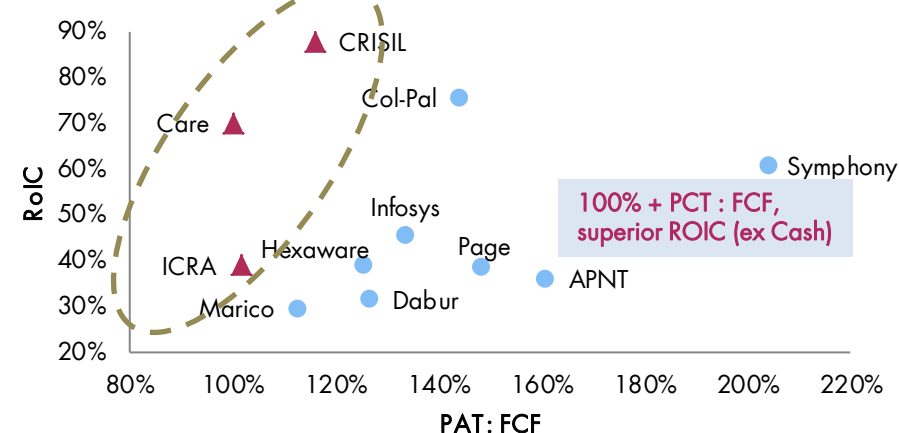 90%
CRISIL
80%
Col-Pal
70%
Care
60%
Symphony
RoIC
50%
Infosys
100% + PCT : FCF,
superior ROIC (ex Cash)
40%
Hexaware
Page
ICRA
APNT
30%
Marico
Dabur
20%
80% 100% 120% 140% 160% 180% 200% 220%
PAT : FCF